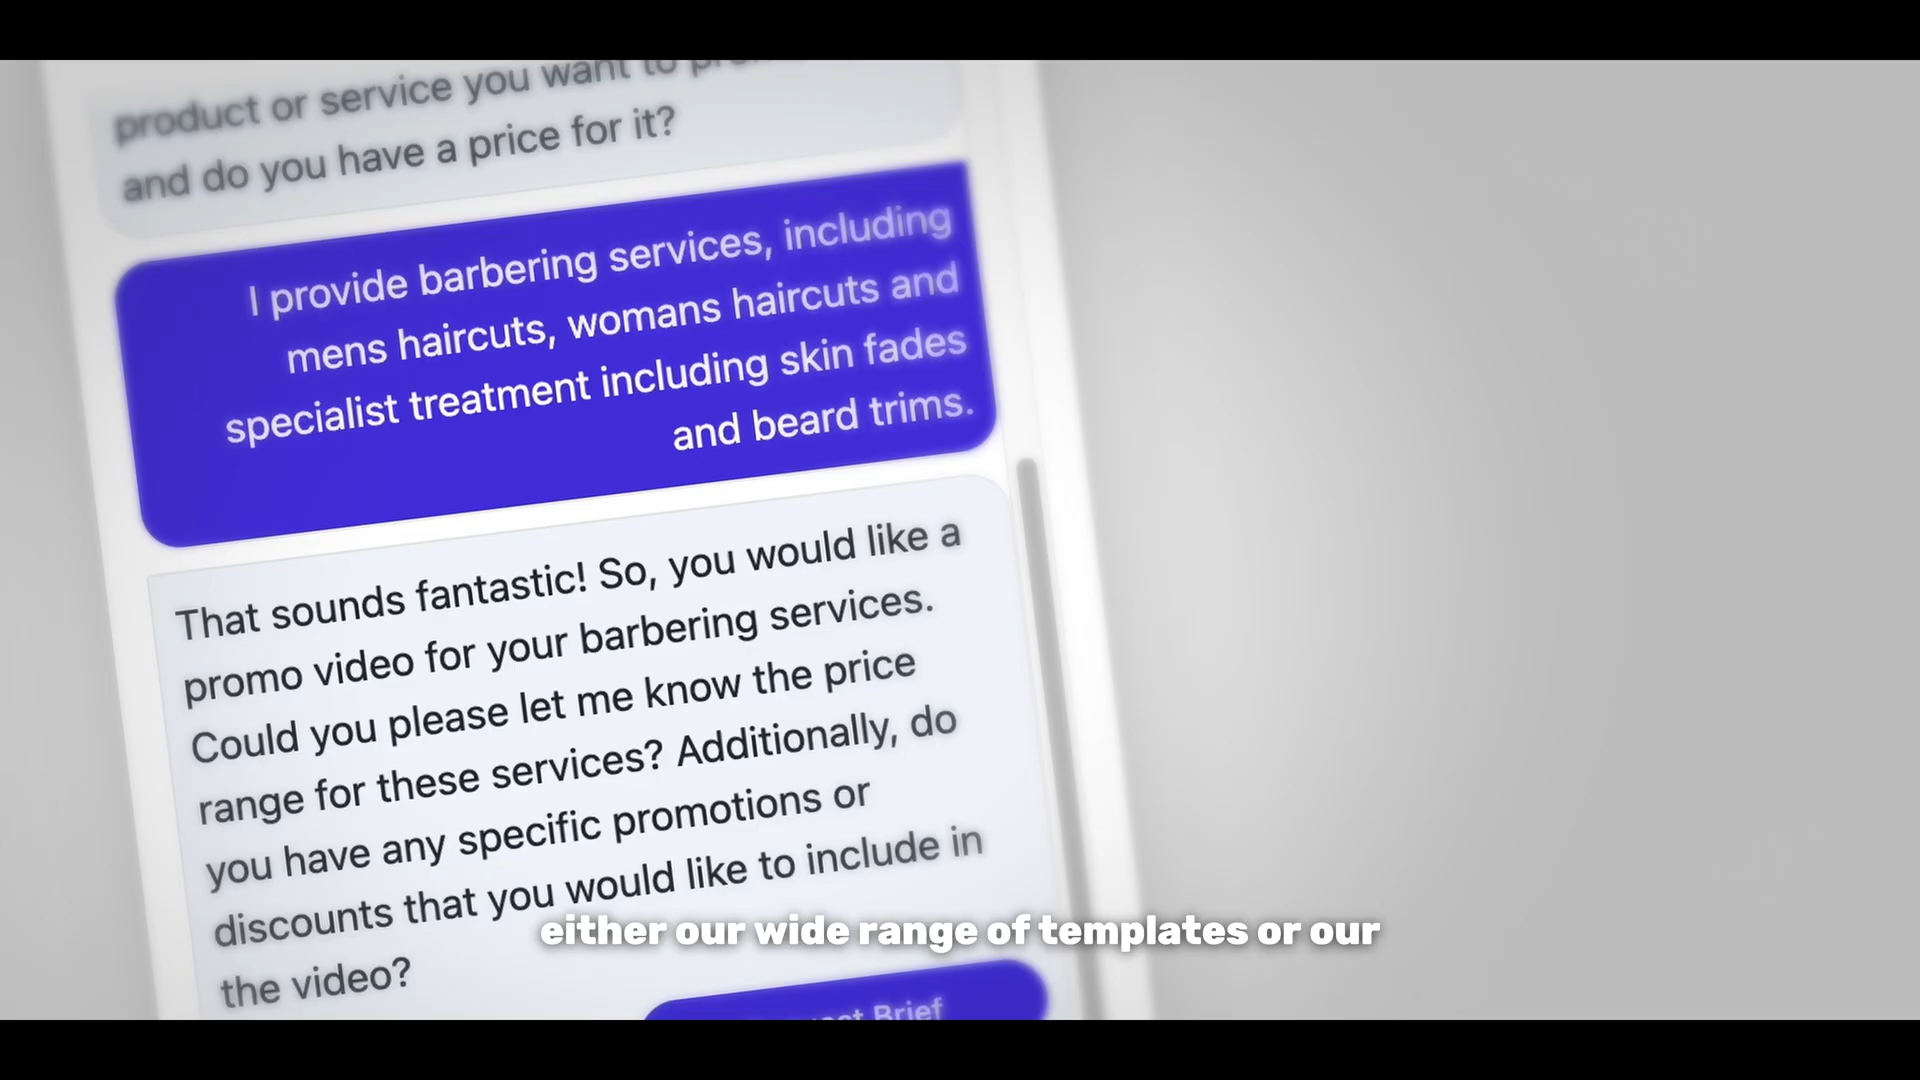 product or service you want to
and do you have a price for it?
I provide barbering services, including
mens haircuts, womans haircuts and
specialist treatment including skin fades
and beard trims.
That sounds fantastic! So, you would like a
promo video for your barbering services.
Could you please let me know the price
range for these services? Additionally, do
you have any specific promotions or
discounts that you would like to include in
the video?
either our wide range of templates or our
Brief